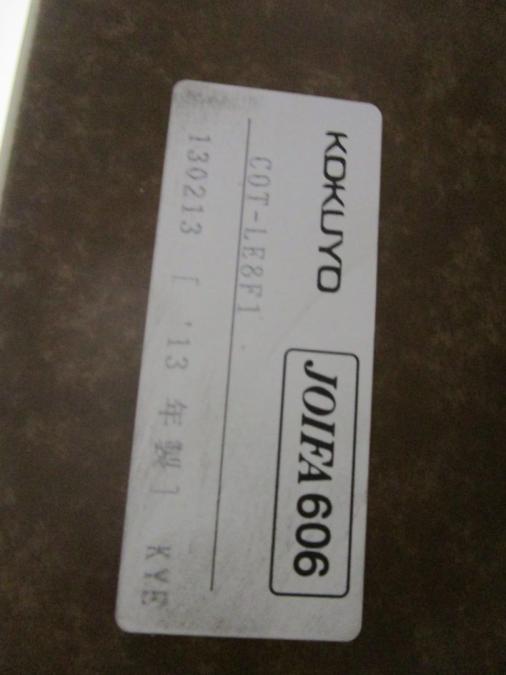 KOKUYO JOIFA 606
COT-LE8F1
130213 [ '13 年製 ] KYE